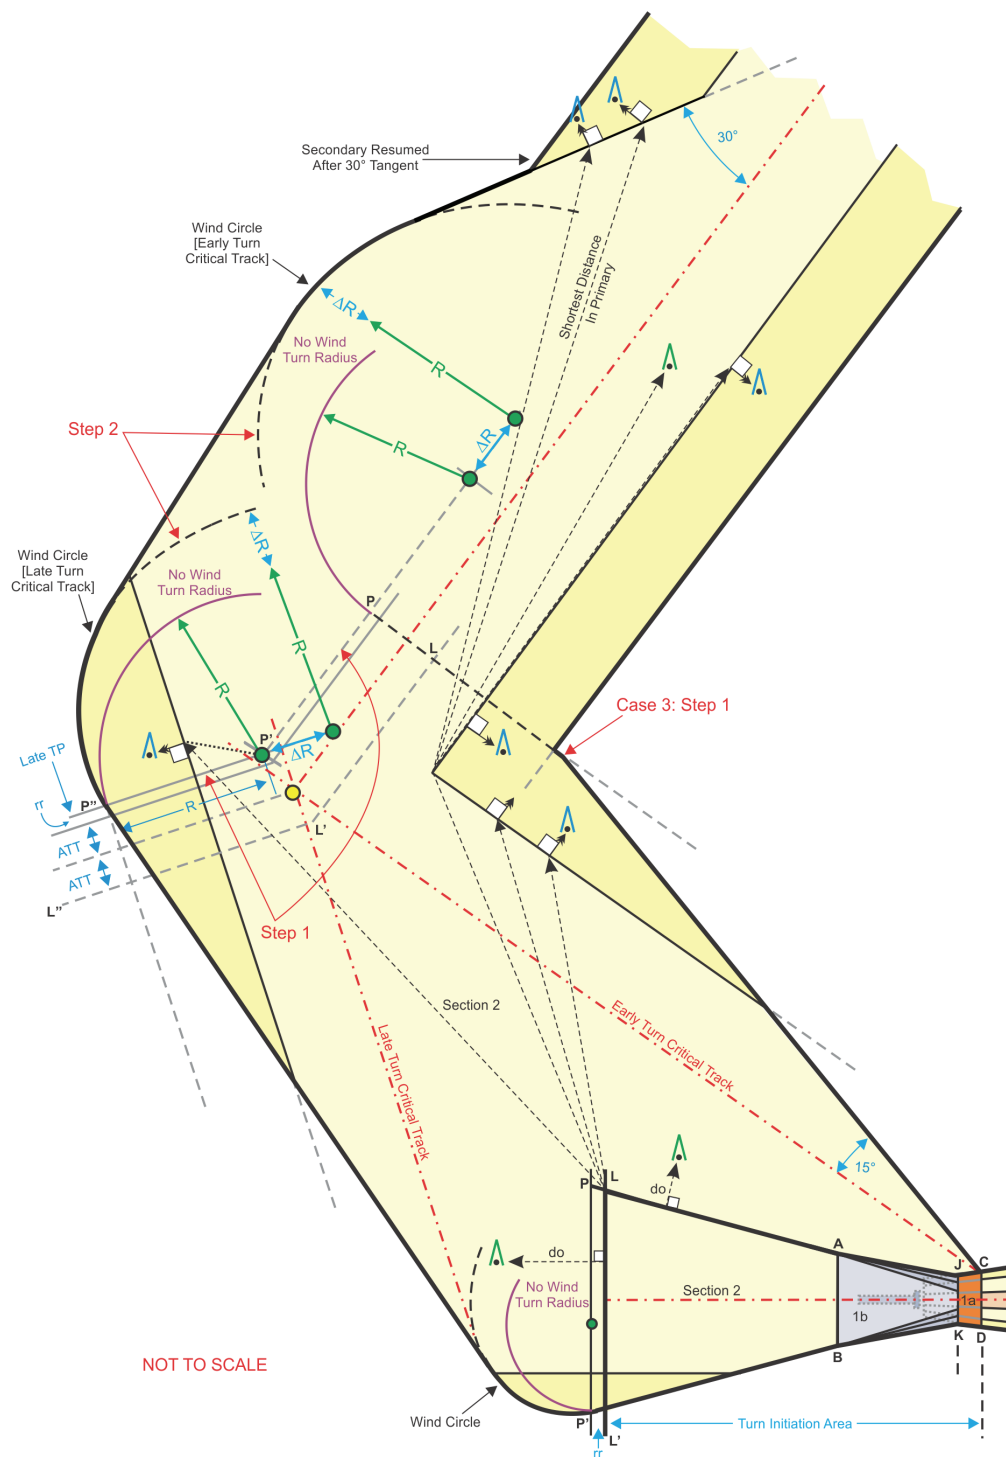 30°
Secondary Resumed
After 30° Tangent
Wind Circle
[Early Turn
Critical Track]
Shortest Distance
In Primary
ΔR
No Wind
Turn Radius
R
R
ΔR
Step 2
ΔR
Wind Circle
[Late Turn
Critical Track]
No Wind
Turn Radius
P
L
R
R
Case 3: Step 1
P'
ΔR
Late TP
rr
P"
R
L'
ATT
ATT
L"
Step 1
Section 2
Early Turn Critical Track
Late Turn Critical Track
15°
P
L
do
A
J
C
do
No Wind
Turn Radius
Section 2
1a
1b
K
D
B
NOT TO SCALE
Wind Circle
P'
L'
Turn Initiation Area
rr